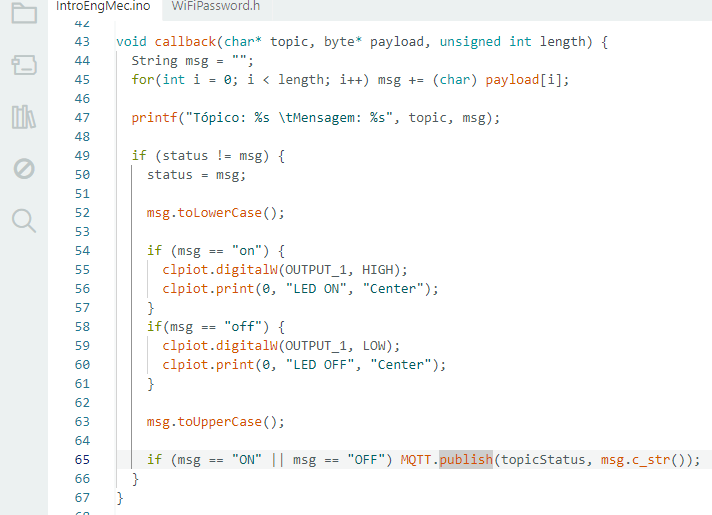 IntroEngMec.ino WiFiPassword.h
42
43 void callback(char* topic, byte* payload, unsigned int length) {
44 String msg = "";
45 for(int i = 0; i < length; i++) msg += (char) payload[i];
46
47 printf("Tópico: %s \tMensagem: %s", topic, msg);
48
49 if (status != msg) {
50 status = msg;
51
52 msg.toLowerCase();
53
54 if (msg == "on") {
55 clpiot.digitalW(OUTPUT_1, HIGH);
56 clpiot.print(0, "LED ON", "Center");
57 }
58 if(msg == "off") {
59 clpiot.digitalW(OUTPUT_1, LOW);
60 clpiot.print(0, "LED OFF", "Center");
61 }
62
63 msg.toUpperCase();
64
65 if (msg == "ON" || msg == "OFF") MQTT.publish(topicStatus, msg.c_str());
66 }
67 }
68